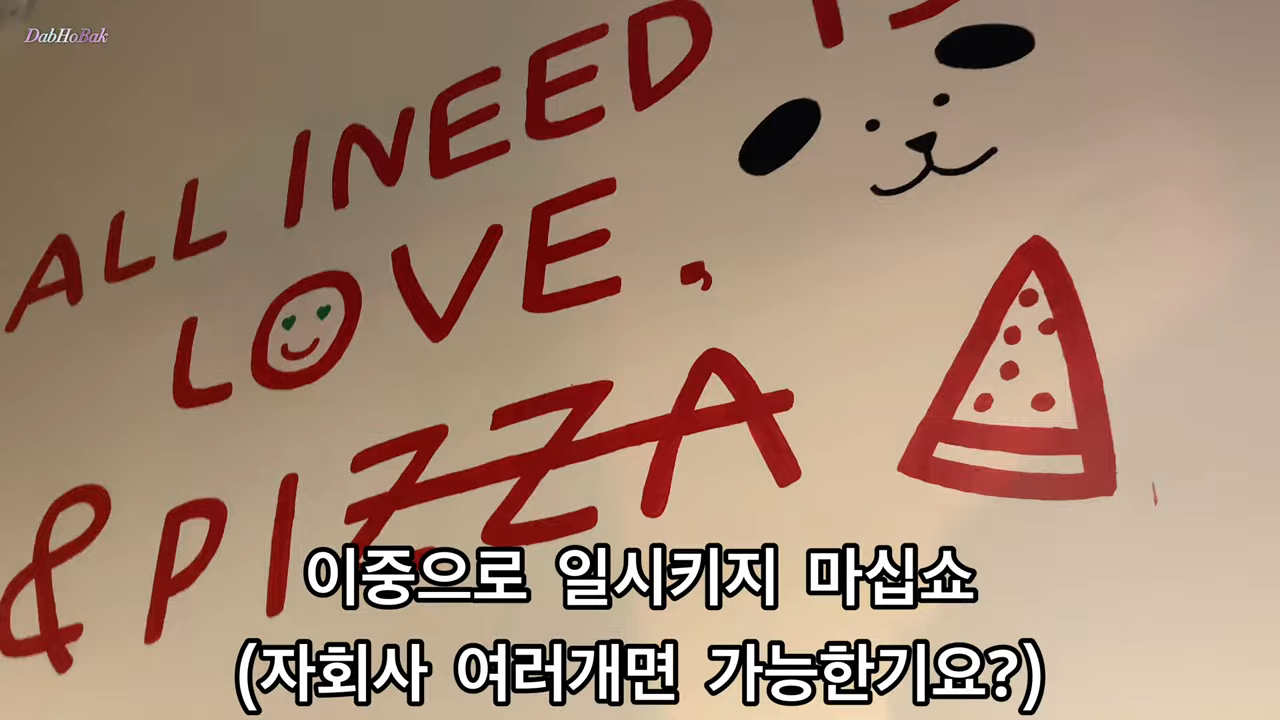 DabHoBak
ALL I NEED IS
LOVE,
& PIZZA
이중으로 일시키지 마십쇼
(자회사 여러개면 가능한기요?)